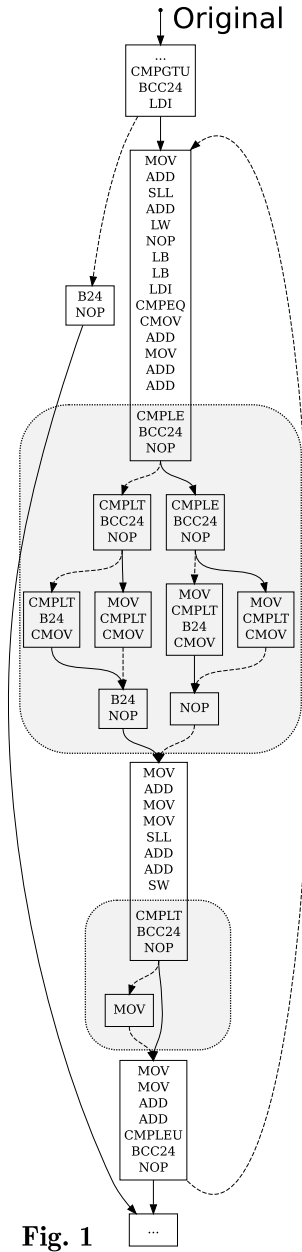 Original
...
CMPGTU
BCC24
LDI
MOV
ADD
SLL
ADD
LW
NOP
LB
LB
LDI
CMPEQ
CMOV
ADD
MOV
ADD
ADD
B24
NOP
CMPLE
BCC24
NOP
CMPLT
BCC24
NOP
CMPLE
BCC24
NOP
CMPLT
B24
CMOV
MOV
CMPLT
CMOV
MOV
CMPLT
B24
CMOV
MOV
CMPLT
CMOV
B24
NOP
NOP
MOV
ADD
MOV
MOV
SLL
ADD
ADD
SW
CMPLT
BCC24
NOP
MOV
MOV
MOV
ADD
ADD
CMPLEU
BCC24
NOP
...
Fig. 1